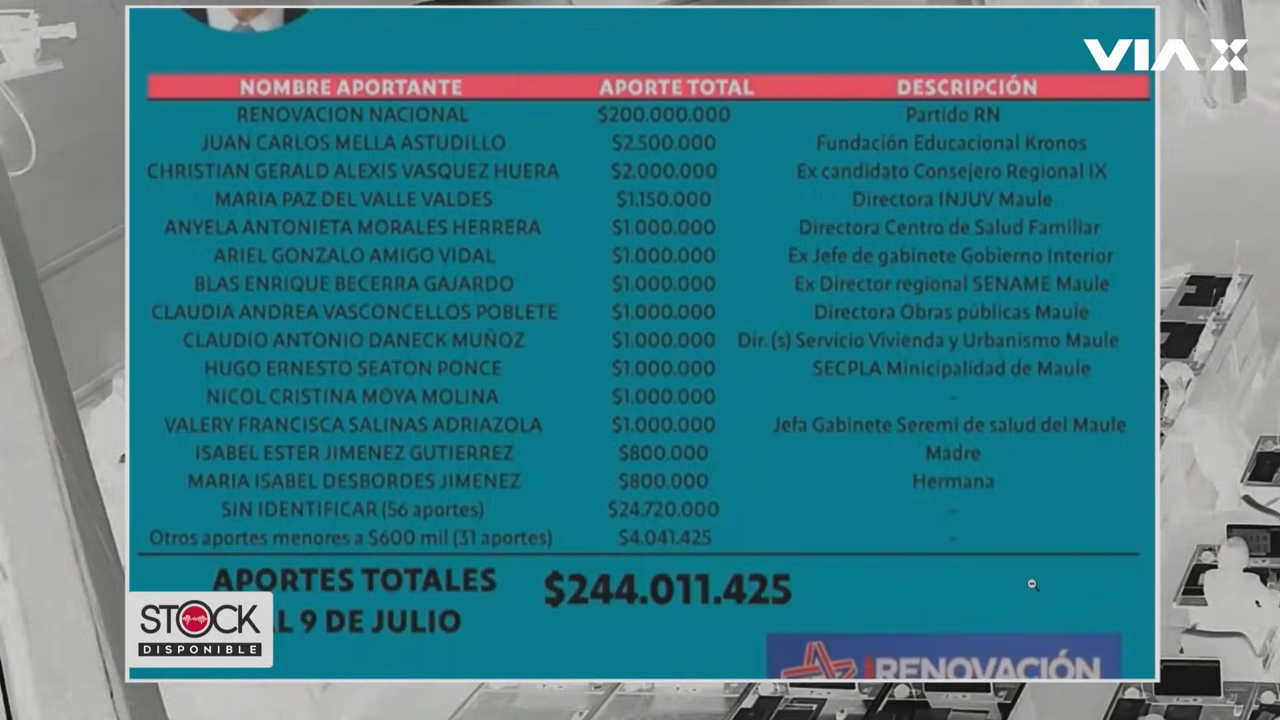 VIA X
NOMBRE APORTANTE APORTE TOTAL DESCRIPCIÓN
RENOVACION NACIONAL $200.000.000 Partido RN
JUAN CARLOS MELLA ASTUDILLO $2.500.000 Fundación Educacional Kronos
CHRISTIAN GERALD ALEXIS VASQUEZ HUERA $2.000.000 Ex candidato Consejero Regional IX
MARIA PAZ DEL VALLE VALDES $1.150.000 Directora INJUV Maule
ANYELA ANTONIETA MORALES HERRERA $1.000.000 Directora Centro de Salud Familiar
ARIEL GONZALO AMIGO VIDAL $1.000.000 Ex Jefe de gabinete Gobierno Interior
BLAS ENRIQUE BECERRA GAJARDO $1.000.000 Ex Director regional SENAME Maule
CLAUDIA ANDREA VASCONCELLOS POBLETE $1.000.000 Directora Obras públicas Maule
CLAUDIO ANTONIO DANECK MUÑOZ $1.000.000 Dir. (s) Servicio Vivienda y Urbanismo Maule
HUGO ERNESTO SEATON PONCE $1.000.000 SECPLA Minicipalidad de Maule
NICOL CRISTINA MOYA MOLINA $1.000.000 -
VALERY FRANCISCA SALINAS ADRIAZOLA $1.000.000 Jefa Gabinete Seremi de salud del Maule
ISABEL ESTER JIMENEZ GUTIERREZ $800.000 Madre
MARIA ISABEL DESBORDES JIMENEZ $800.000 Hermana
SIN IDENTIFICAR (56 aportes) $24.720.000 -
Otros aportes menores a $600 mil (31 aportes) $4.041.425 -
APORTES TOTALES $244.011.425
AL 9 DE JULIO
STOCK
DISPONIBLE
RENOVACIÓN